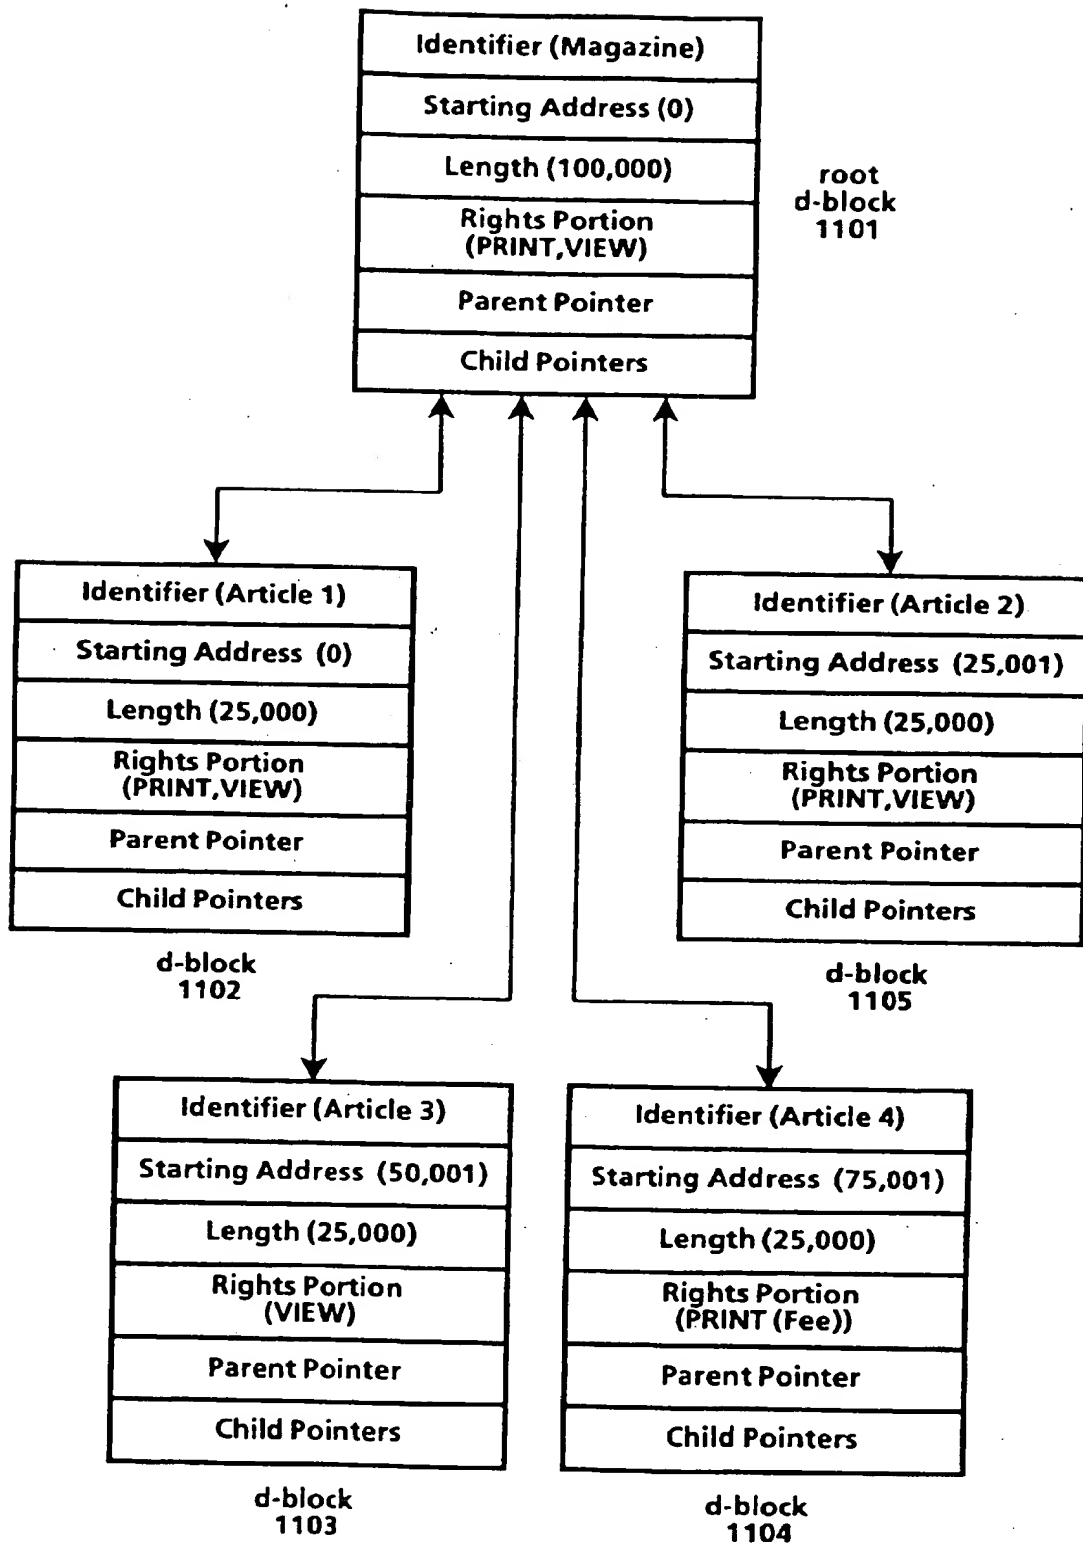 Identifier (Magazine)
Starting Address (0)
Length (100,000)
Rights Portion
(PRINT,VIEW)
Parent Pointer
Child Pointers
root
d-block
1101
Identifier (Article 1)
Starting Address (0)
Length (25,000)
Rights Portion
(PRINT,VIEW)
Parent Pointer
Child Pointers
d-block
1102
Identifier (Article 2)
Starting Address (25,001)
Length (25,000)
Rights Portion
(PRINT,VIEW)
Parent Pointer
Child Pointers
d-block
1105
Identifier (Article 3)
Starting Address (50,001)
Length (25,000)
Rights Portion
(VIEW)
Parent Pointer
Child Pointers
d-block
1103
Identifier (Article 4)
Starting Address (75,001)
Length (25,000)
Rights Portion
(PRINT (Fee))
Parent Pointer
Child Pointers
d-block
1104